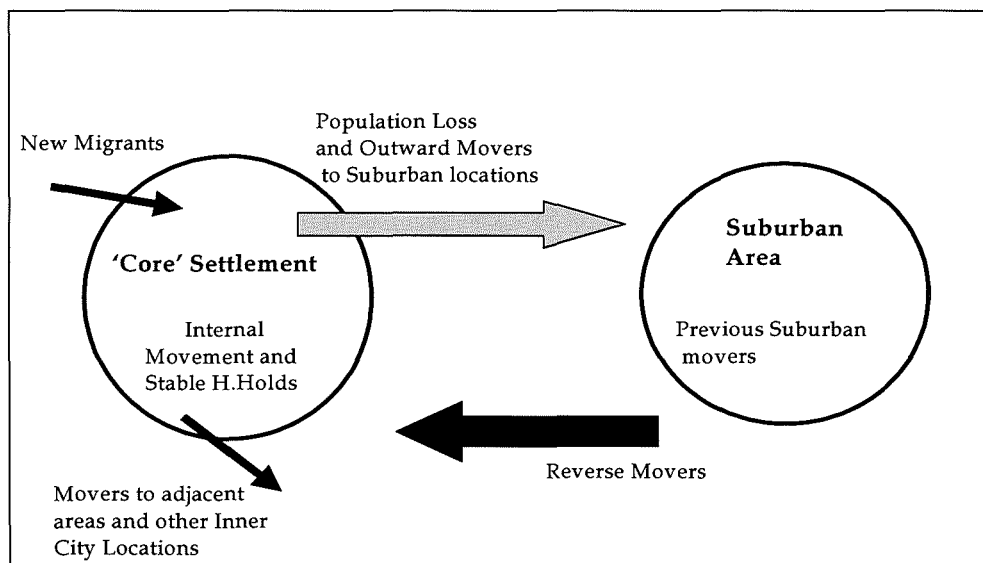 New Migrants
Population Loss
and Outward Movers
to Suburban locations
'Core' Settlement
Internal
Movement and
Stable H.Holds
Suburban
Area
Previous Suburban
movers
Reverse Movers
Movers to adjacent
areas and other Inner
City Locations